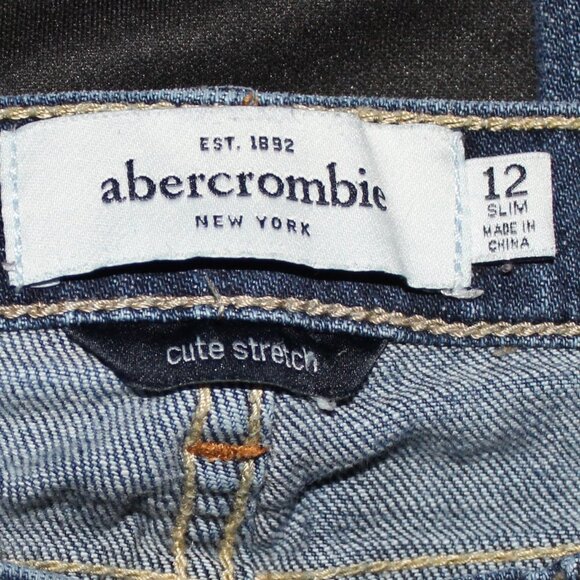 EST. 1892
abercrombie
NEW YORK
12
SLIM
MADE IN
CHINA
cute stretch